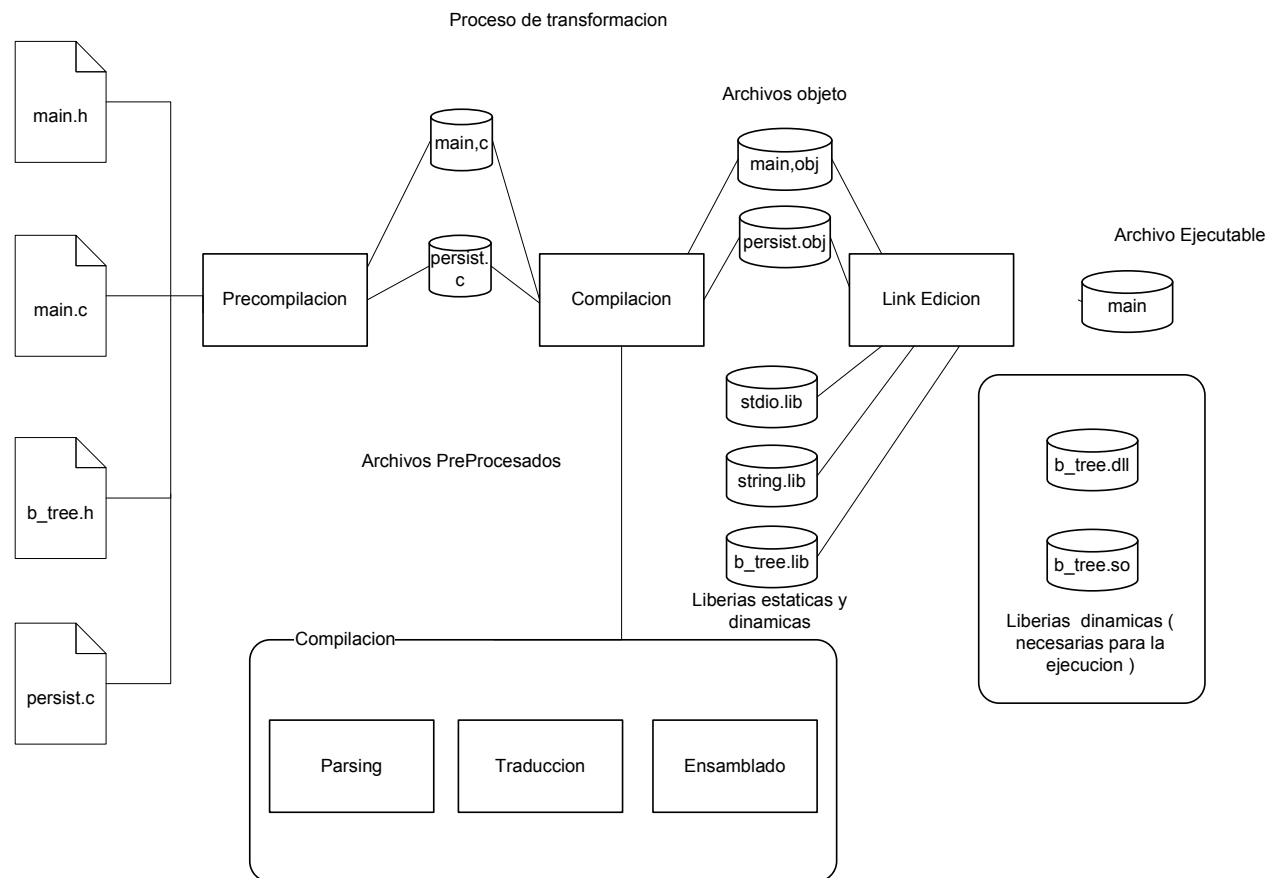 Proceso de transformacion
main.h
main.c
b_tree.h
persist.c
Precompilacion
main,c
persist.
c
Archivos PreProcesados
Compilacion
Archivos objeto
main,obj
persist.obj
Link Edicion
stdio.lib
string.lib
b_tree.lib
Liberias estaticas y
dinamicas
Archivo Ejecutable
main
b_tree.dll
b_tree.so
Liberias dinamicas (
necesarias para la
ejecucion )
Compilacion
Parsing
Traduccion
Ensamblado